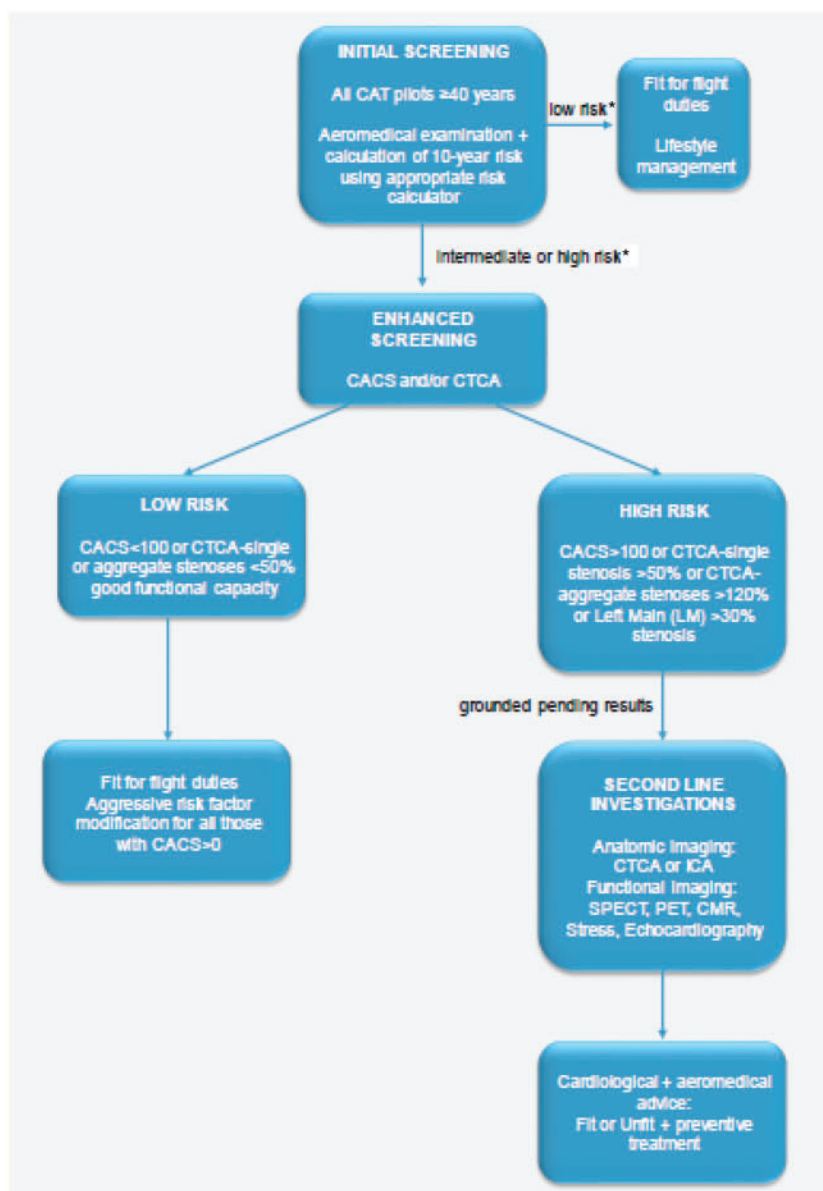 INITIAL SCREENING
All CAT pilots ≥40 years
Aeromedical examination +
calculation of 10-year risk
using appropriate risk
calculator
low risk*
Fit for flight
duties
Lifestyle
management
Intermediate or high risk*
ENHANCED
SCREENING
CACS and/or CTCA
LOW RISK
CACS<100 or CTCA-single
or aggregate stenoses <50%
good functional capacity
HIGH RISK
CACS>100 or CTCA-single
stenosis >50% or CTCA-
aggregate stenoses >120%
or Left Main (LM) >30%
stenosis
grounded pending results
Fit for flight duties
Aggressive risk factor
modification for all those
with CACS>0
SECOND LINE
INVESTIGATIONS
Anatomic Imaging:
CTCA or ICA
Functional Imaging:
SPECT, PET, CMR,
Stress, Echocardiography
Cardiological + aeromedical
advice:
Fit or Unfit + preventive
treatment